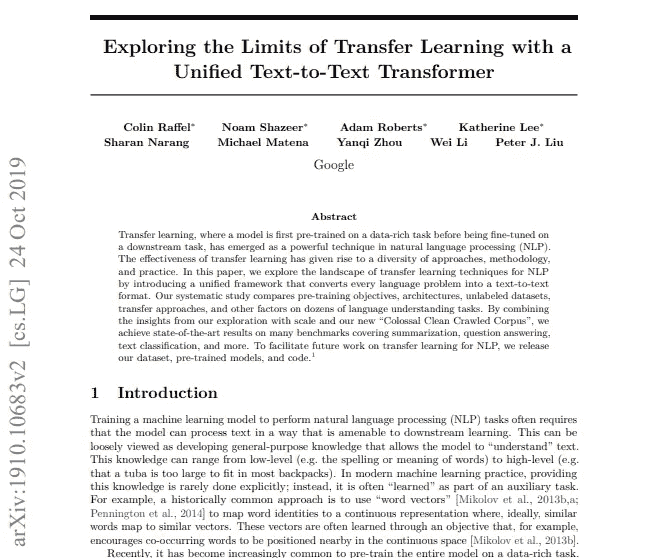 Exploring the Limits of Transfer Learning with a
Unified Text-to-Text Transformer
Colin Raffel* Noam Shazeer* Adam Roberts* Katherine Lee*
Sharan Narang Michael Matena Yanqi Zhou Wei Li Peter J. Liu
Google
Abstract
Transfer learning, where a model is first pre-trained on a data-rich task before being fine-tuned on
a downstream task, has emerged as a powerful technique in natural language processing (NLP).
The effectiveness of transfer learning has given rise to a diversity of approaches, methodology,
and practice. In this paper, we explore the landscape of transfer learning techniques for NLP
by introducing a unified framework that converts every language problem into a text-to-text
format. Our systematic study compares pre-training objectives, architectures, unlabeled datasets,
transfer approaches, and other factors on dozens of language understanding tasks. By combining
the insights from our exploration with scale and our new “Colossal Clean Crawled Corpus”, we
achieve state-of-the-art results on many benchmarks covering summarization, question answering,
text classification, and more. To facilitate future work on transfer learning for NLP, we release
our dataset, pre-trained models, and code.1
1 Introduction
Training a machine learning model to perform natural language processing (NLP) tasks often requires
that the model can process text in a way that is amenable to downstream learning. This can be
loosely viewed as developing general-purpose knowledge that allows the model to “understand” text.
This knowledge can range from low-level (e.g. the spelling or meaning of words) to high-level (e.g.
that a tuba is too large to fit in most backpacks). In modern machine learning practice, providing
this knowledge is rarely done explicitly; instead, it is often “learned” as part of an auxiliary task.
For example, a historically common approach is to use “word vectors” [Mikolov et al., 2013b,a;
Pennington et al., 2014] to map word identities to a continuous representation where, ideally, similar
words map to similar vectors. These vectors are often learned through an objective that, for example,
encourages co-occurring words to be positioned nearby in the continuous space [Mikolov et al., 2013b].
Recently, it has become increasingly common to pre-train the entire model on a data-rich task.
arXiv:1910.10683v2 [cs.LG] 24 Oct 2019